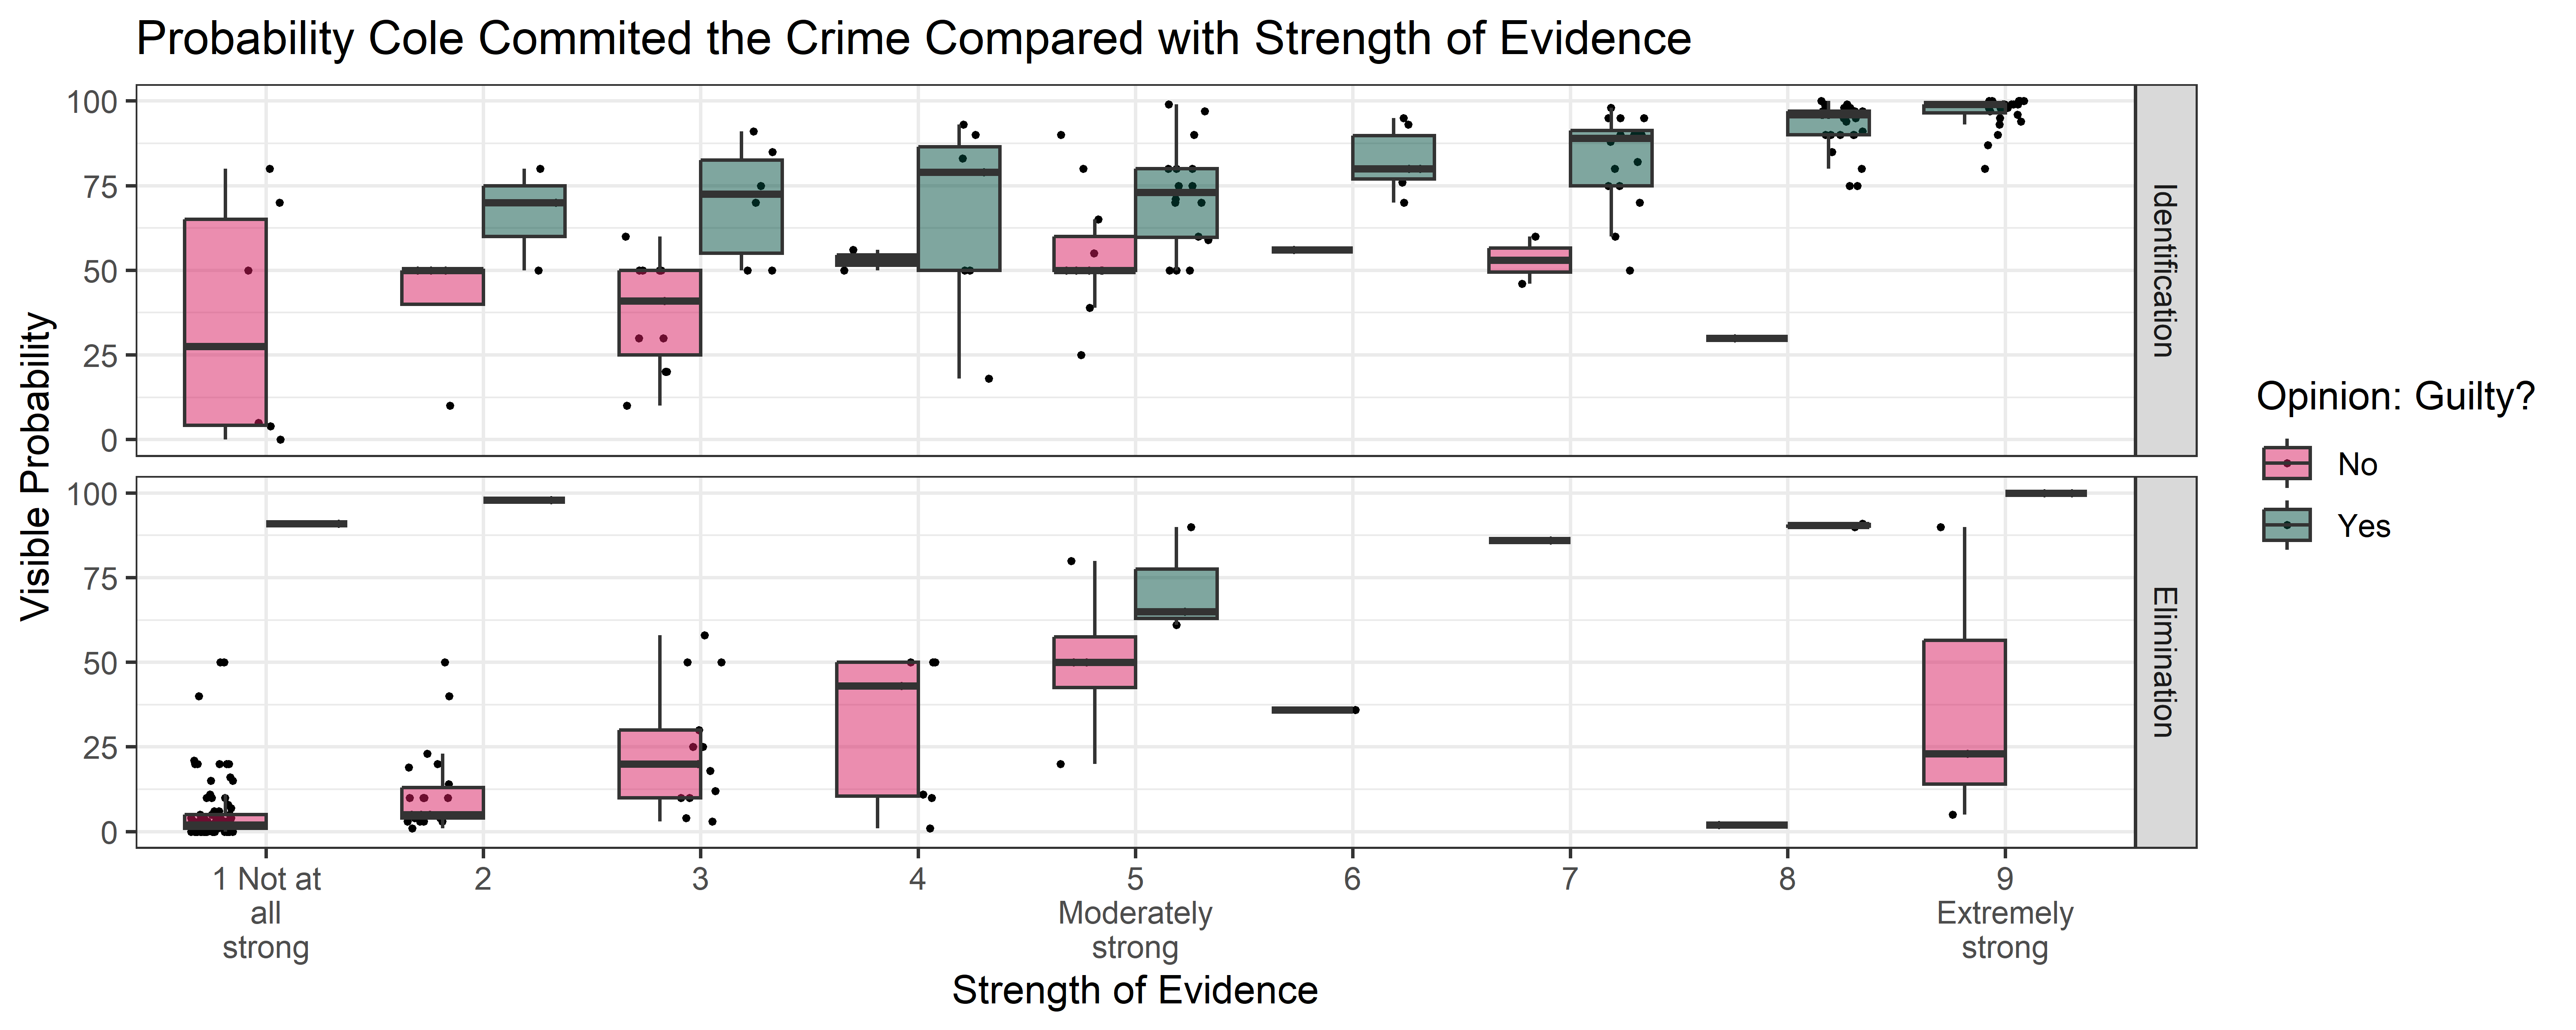 Probability Cole Commited the Crime Compared with Strength of Evidence
Visible Probability
100
75
50
25
0
Identification
100
75
50
25
0
Elimination
1 Not at
all
strong
2
3
4
5
Moderately
strong
6
7
8
9
Extremely
strong
Strength of Evidence
Opinion: Guilty?
No
Yes